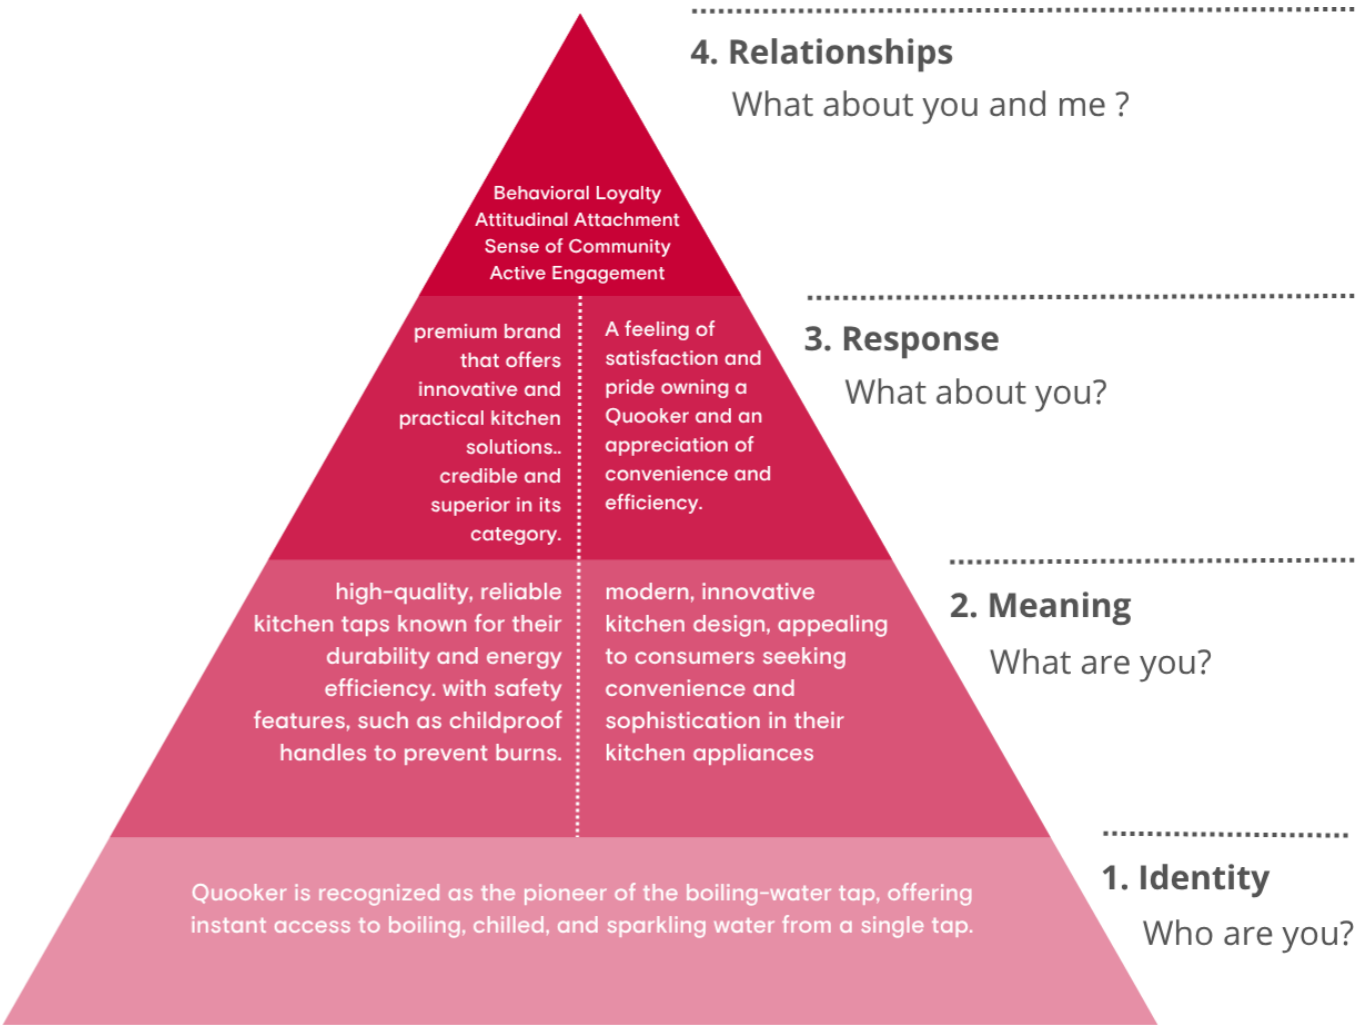 4. Relationships
What about you and me ?
Behavioral Loyalty
Attitudinal Attachment
Sense of Community
Active Engagement
3. Response
What about you?
premium brand
that offers
innovative and
practical kitchen
solutions..
credible and
superior in its
category.
A feeling of
satisfaction and
pride owning a
Quooker and an
appreciation of
convenience and
efficiency.
2. Meaning
What are you?
high-quality, reliable
kitchen taps known for their
durability and energy
efficiency. with safety
features, such as childproof
handles to prevent burns.
modern, innovative
kitchen design, appealing
to consumers seeking
convenience and
sophistication in their
kitchen appliances
1. Identity
Who are you?
Quooker is recognized as the pioneer of the boiling-water tap, offering
instant access to boiling, chilled, and sparkling water from a single tap.